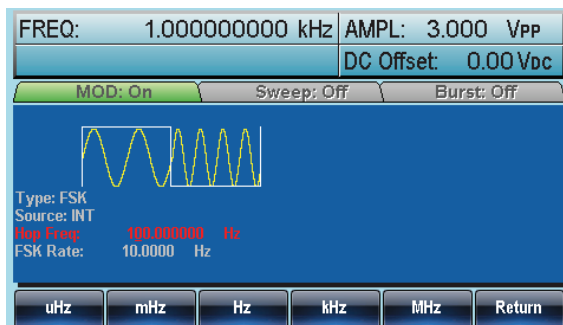 FREQ: 1.000000000 kHz AMPL: 3.000 VPP
DC Offset: 0.00 VDC
MOD: On Sweep: Off Burst: Off
Type: FSK
Source: INT
Hop Freq: 100.000000 Hz
FSK Rate: 10.0000 Hz
uHz mHz Hz kHz MHz Return